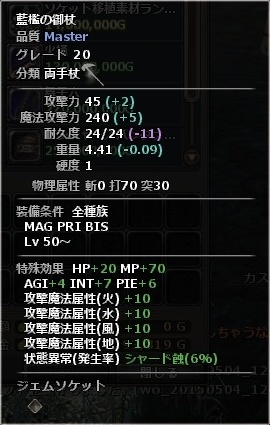 藍檻の御杖
品質 Master
グレード 20
分類 両手杖
攻撃力 45 (+2)
魔法攻撃力 240 (+5)
耐久度 24/24 (-11)
重量 4.41 (-0.09)
硬度 1
物理属性 斬0 打70 突30
装備条件 全種族
MAG PRI BIS
Lv 50～
特殊効果 HP+20 MP+70
AGI+4 INT+7 PIE+6
攻撃魔法属性(火) +10
攻撃魔法属性(水) +10
攻撃魔法属性(風) +10
攻撃魔法属性(地) +10
状態異常(発生率) シャード蝕(6%)
ジェムソケット